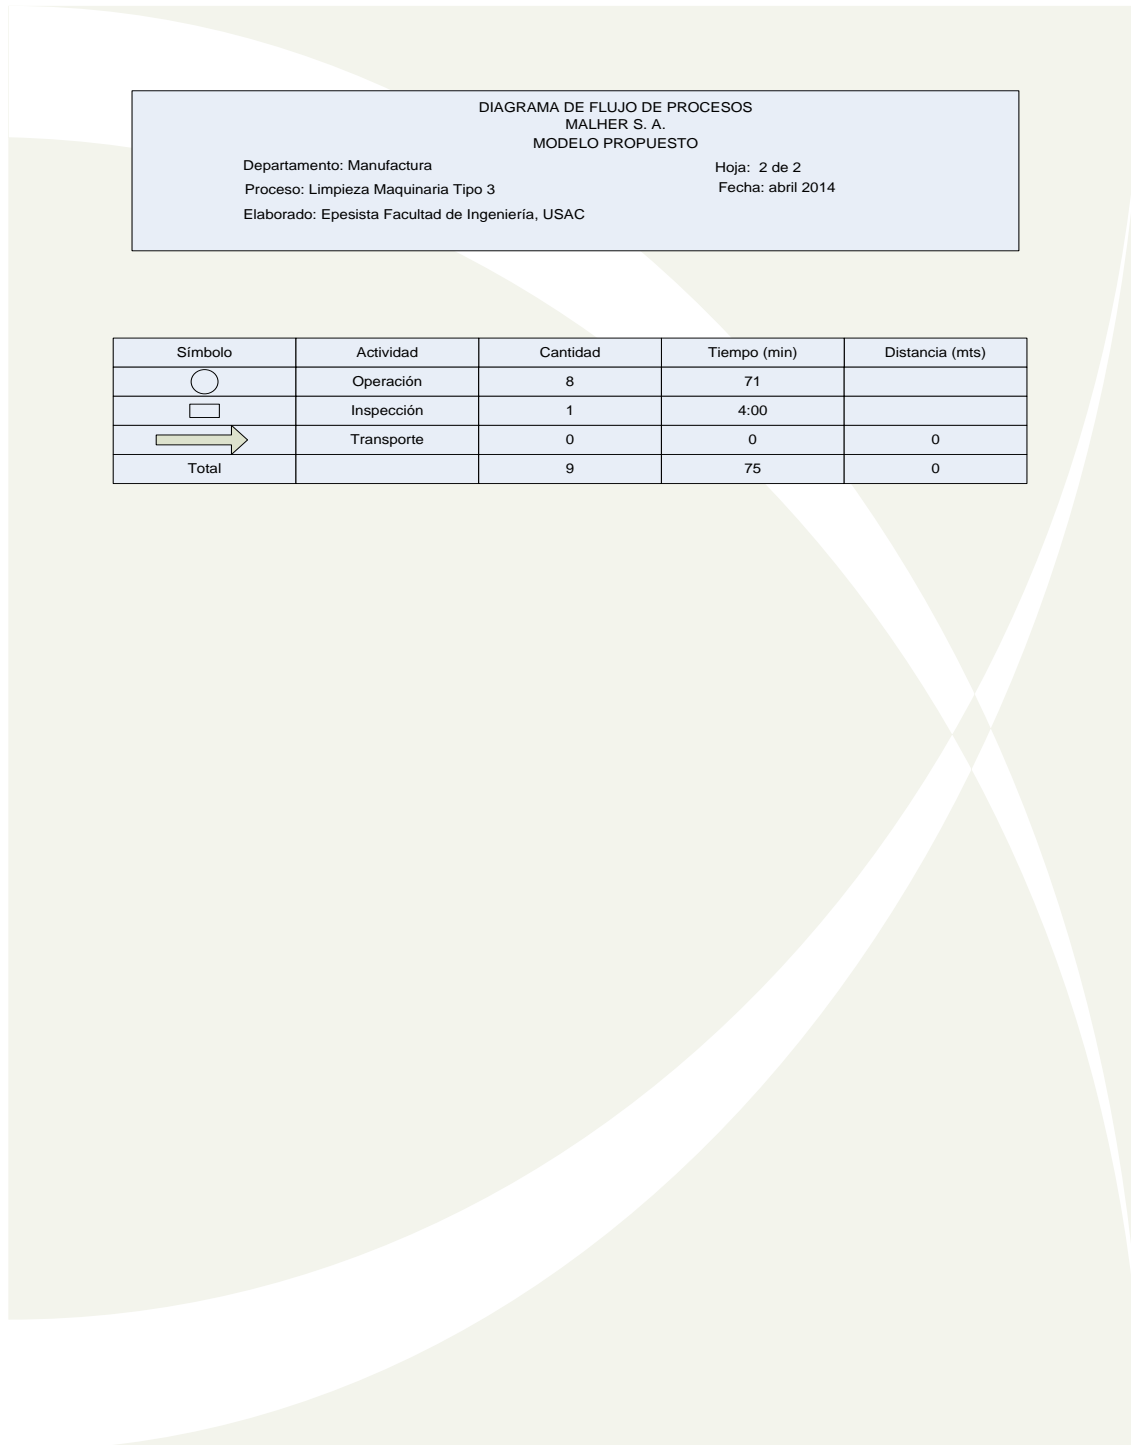 DIAGRAMA DE FLUJO DE PROCESOS
MALHER S. A.
MODELO PROPUESTO
Departamento: Manufactura Hoja: 2 de 2
Proceso: Limpieza Maquinaria Tipo 3 Fecha: abril 2014
Elaborado: Epesista Facultad de Ingeniería, USAC
Símbolo Actividad Cantidad Tiempo (min) Distancia (mts)
Operación 8 71
Inspección 1 4:00
Transporte 0 0 0
Total 9 75 0